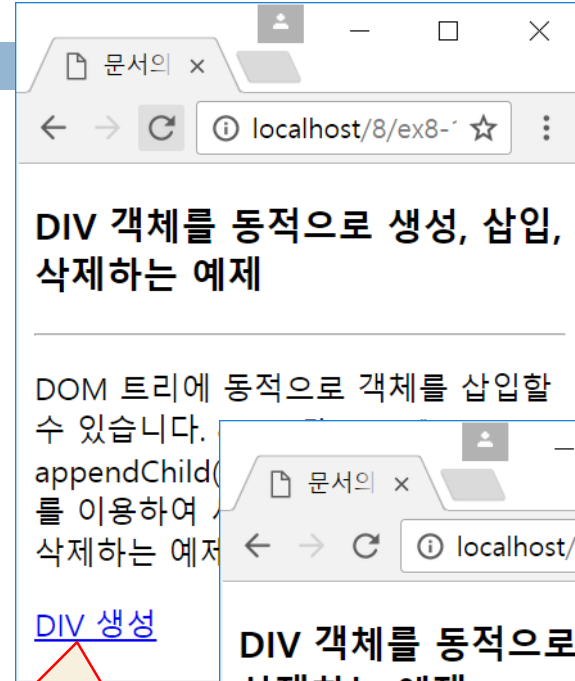 문서의
localhost/8/ex8-
DIV 객체를 동적으로 생성, 삽입,
삭제하는 예제
DOM 트리에 동적으로 객체를 삽입할
수 있습니다.
appendChild(
를 이용하여
삭제하는 예제
DIV 생성
문서의
localhost/
DIV 객체를 동적으로